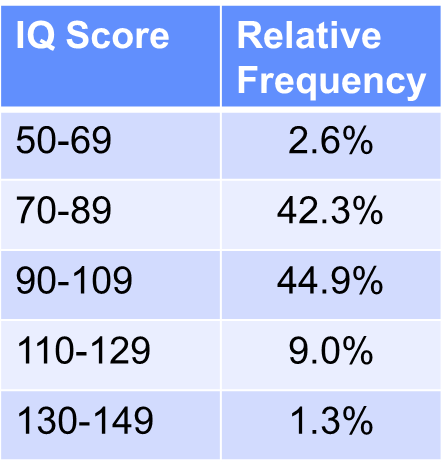 IQ Score Relative
Frequency
50-69 2.6%
70-89 42.3%
90-109 44.9%
110-129 9.0%
130-149 1.3%